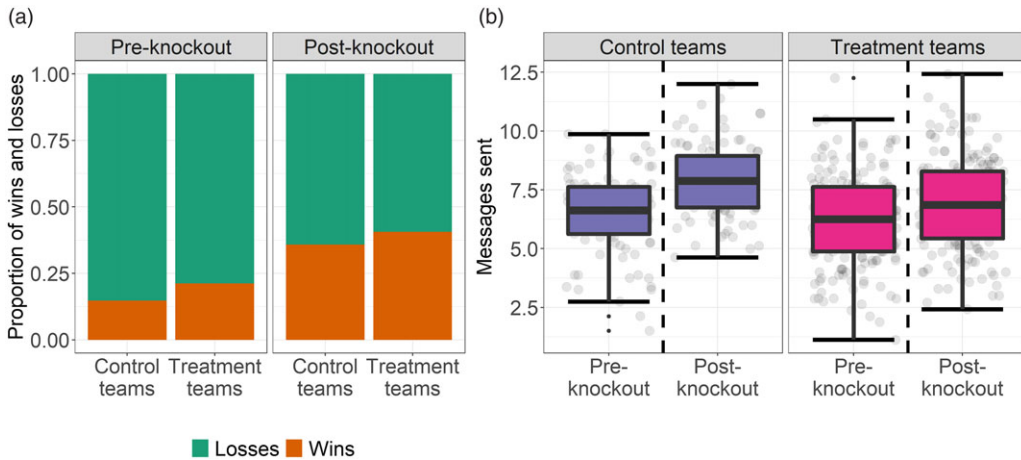 (a)
Pre-knockout
Post-knockout
Proportion of wins and losses
1.00
0.75
0.50
0.25
0.00
Control
teams
Treatment
teams
Control
teams
Treatment
teams
Losses
Wins
(b)
Control teams
Treatment teams
Messages sent
12.5
10.0
7.5
5.0
2.5
Pre-
knockout
Post-
knockout
Pre-
knockout
Post-
knockout